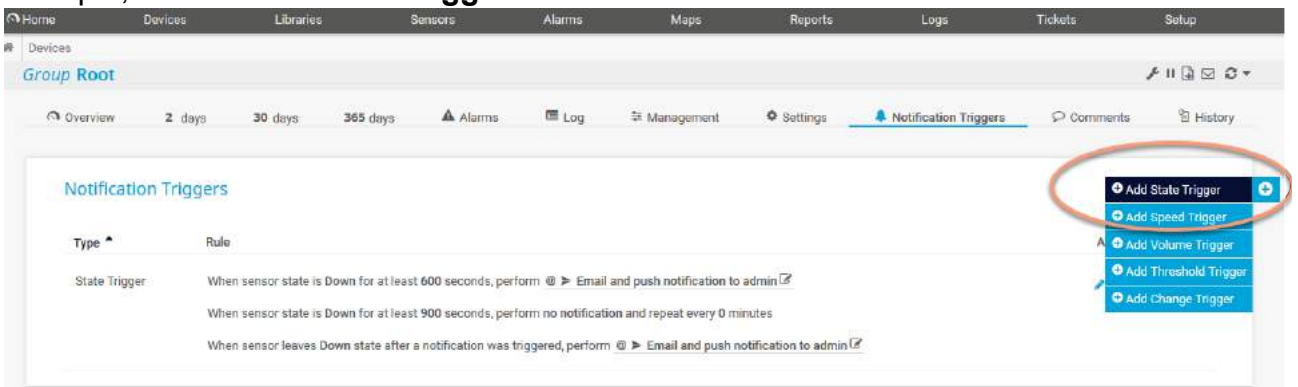 Home Devices Libraries Sensors Alarms Maps Reports Logs Tickets Setup
Devices
Group Root
Overview 2 days 30 days 365 days Alarms Log Management Settings Notification Triggers Comments History
Notification Triggers
Add State Trigger
Add Speed Trigger
Type Rule A Add Volume Trigger
Add Threshold Trigger
State Trigger When sensor state is Down for at least 600 seconds, perform @ Email and push notification to admin
Add Change Trigger
When sensor state is Down for at least 900 seconds, perform no notification and repeat every 0 minutes
When sensor leaves Down state after a notification was triggered, perform @ Email and push notification to admin